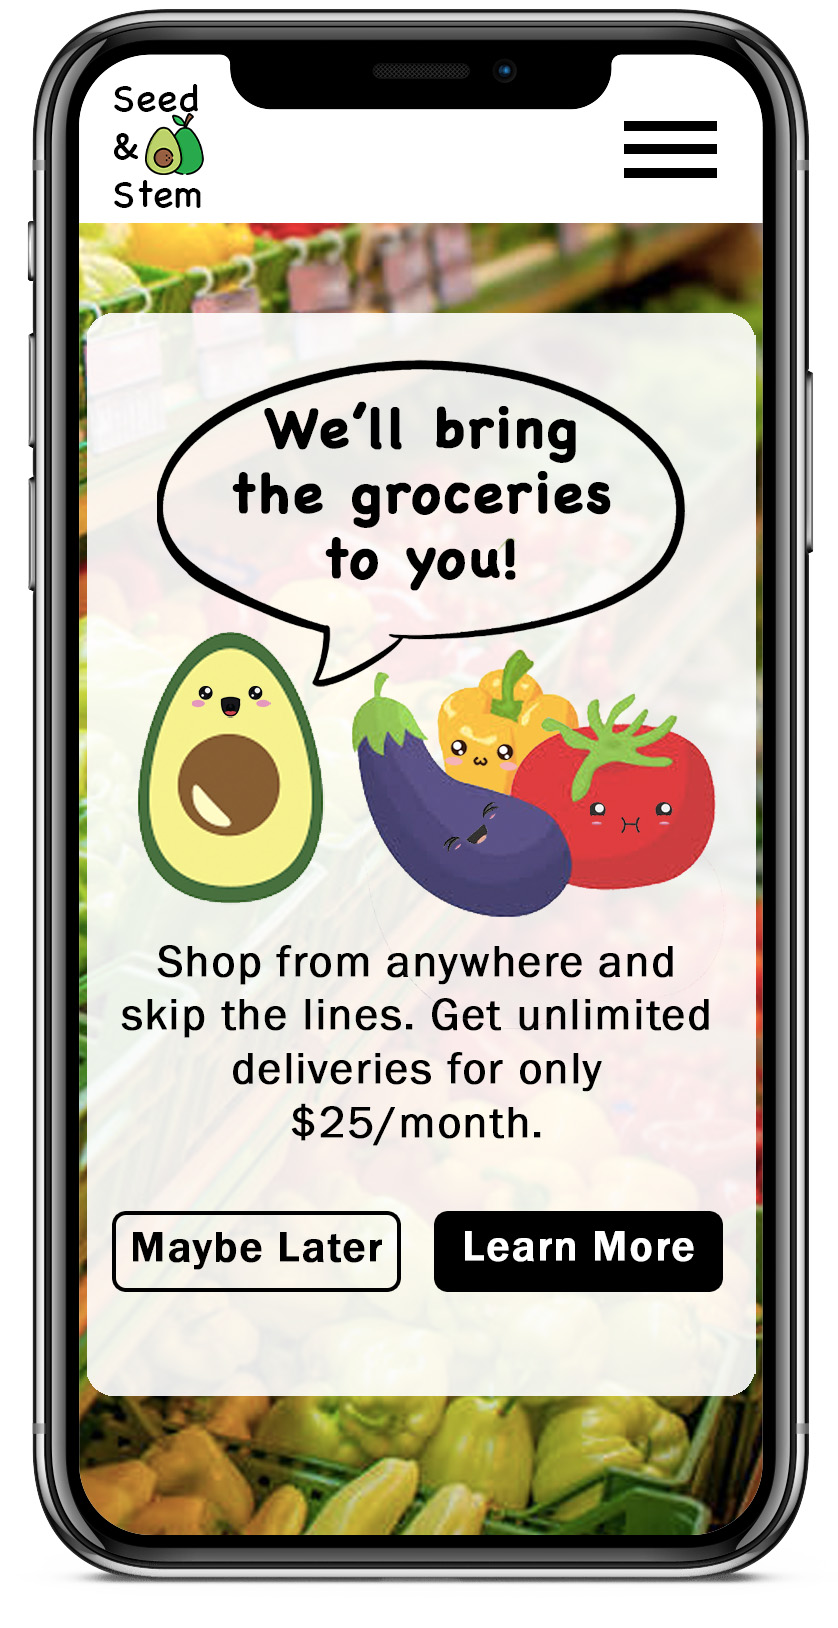 Seed
&
Stem
We'll bring
the groceries
to you!
Shop from anywhere and
skip the lines. Get unlimited
deliveries for only
$25/month.
Maybe Later
Learn More